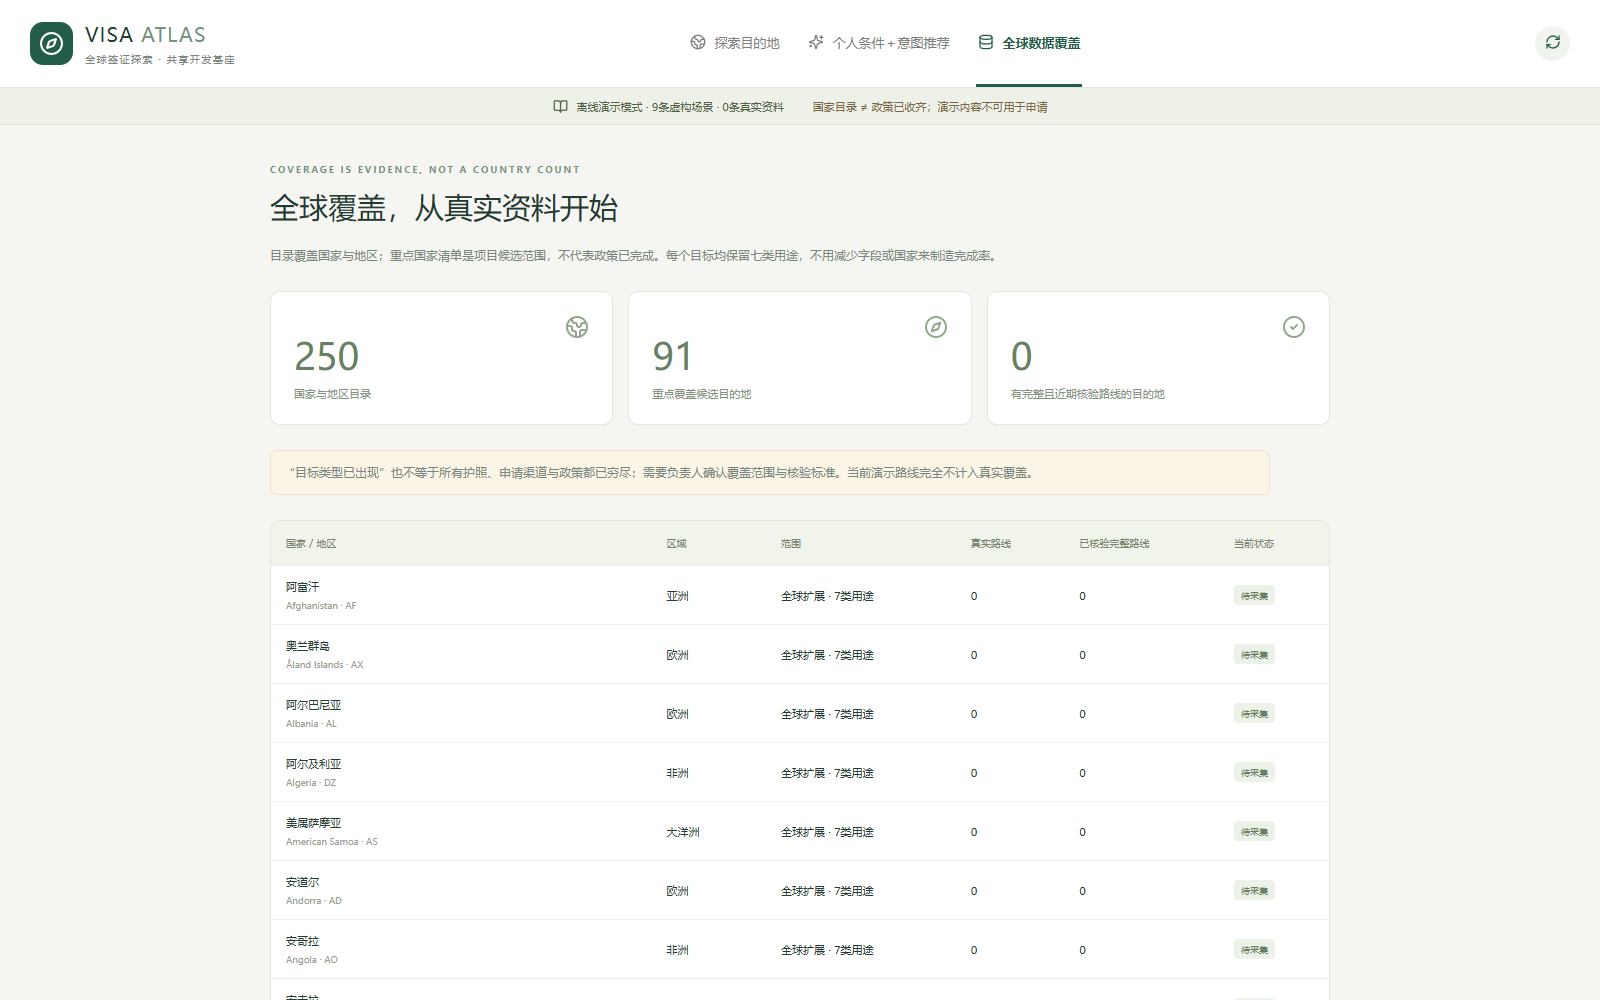 VISA ATLAS
全球签证探索 · 共享开发基座
探索目的地
个人条件 + 意图推荐
全球数据覆盖
离线演示模式 · 9条虚构场景 · 0条真实资料
国家目录 ≠ 政策已收齐；演示内容不可用于申请
COVERAGE IS EVIDENCE, NOT A COUNTRY COUNT
全球覆盖，从真实资料开始
目录覆盖国家与地区；重点国家清单是项目候选范围，不代表政策已完成。每个目标均保留七类用途，不用减少字段或国家来制造完成率。
250
国家与地区目录
91
重点覆盖候选目的地
0
有完整且近期核验路线的目的地
“目标类型已出现”也不等于所有护照、申请渠道与政策都已穷尽；需要负责人确认覆盖范围与核验标准。当前演示路线完全不计入真实覆盖。
国家 / 地区 区域 范围 真实路线 已核验完整路线 当前状态
阿富汗
Afghanistan · AF
亚洲 全球扩展 · 7类用途 0 0 待采集
奥兰群岛
Åland Islands · AX
欧洲 全球扩展 · 7类用途 0 0 待采集
阿尔巴尼亚
Albania · AL
欧洲 全球扩展 · 7类用途 0 0 待采集
阿尔及利亚
Algeria · DZ
非洲 全球扩展 · 7类用途 0 0 待采集
美属萨摩亚
American Samoa · AS
大洋洲 全球扩展 · 7类用途 0 0 待采集
安道尔
Andorra · AD
欧洲 全球扩展 · 7类用途 0 0 待采集
安哥拉
Angola · AO
非洲 全球扩展 · 7类用途 0 0 待采集